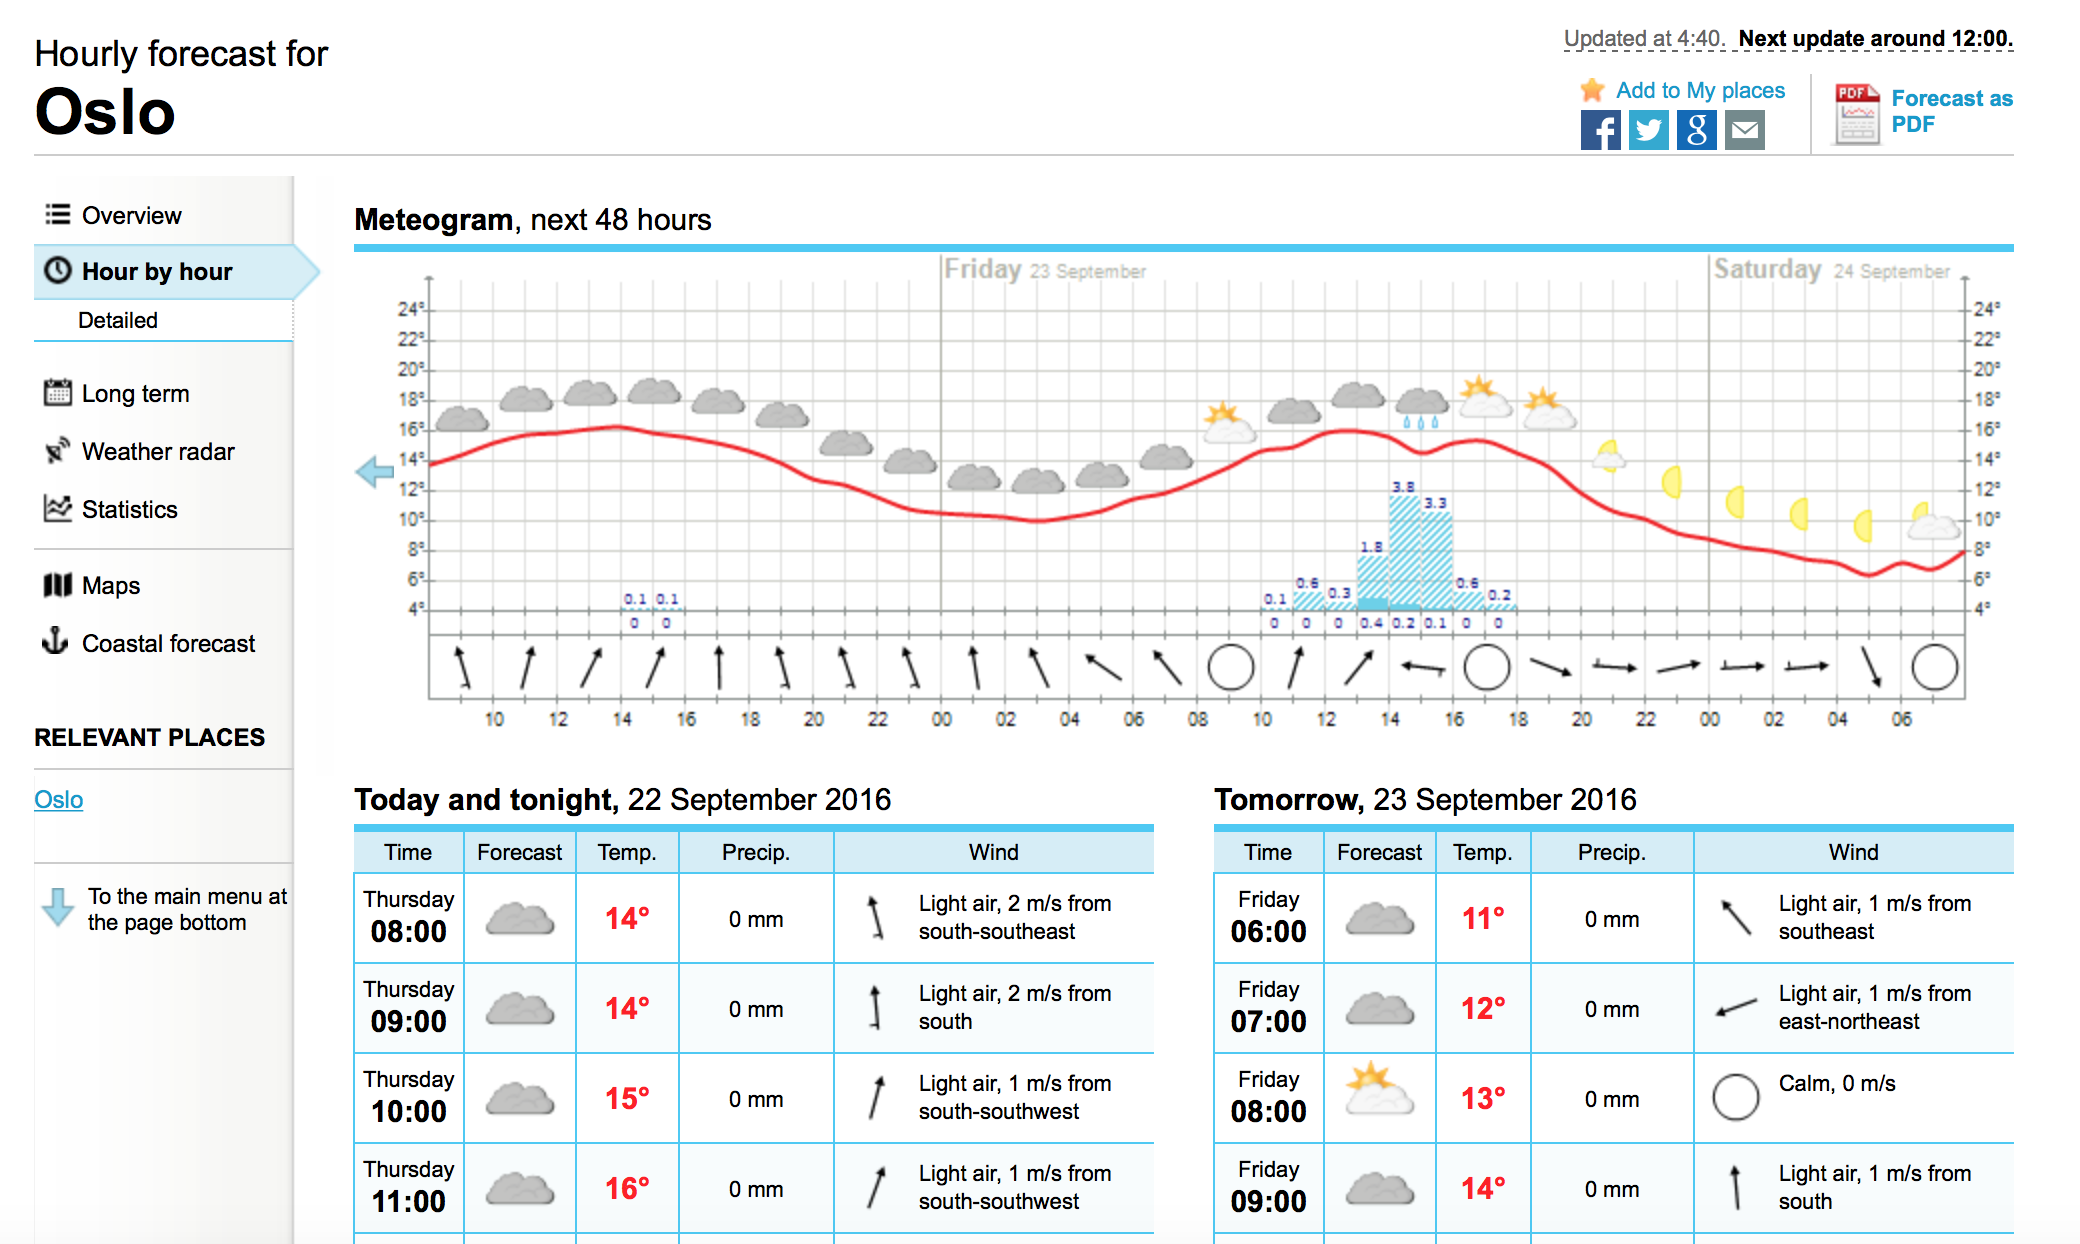 Hourly forecast for
Oslo
Updated at 4:40. Next update around 12:00.
Add to My places
PDF
Forecast as
PDF
Overview
Hour by hour
Detailed
Long term
Weather radar
Statistics
Maps
Coastal forecast
RELEVANT PLACES
Oslo
To the main menu at
the page bottom
Meteogram, next 48 hours
Friday 23 September
Saturday 24 September
24° 24°
22° 22°
20° 20°
18° 18°
16° 16°
14° 14°
12° 12°
10° 10°
8° 8°
6° 6°
4° 4°
3.8
3.3
1.8
0.6 0.6
0.1 0.1 0.1 0.3 0.2
0 0 0 0 0 0.4 0.2 0.1 0 0
10 12 14 16 18 20 22 00 02 04 06 08 10 12 14 16 18 20 22 00 02 04 06
Today and tonight, 22 September 2016
Time Forecast Temp. Precip. Wind
Thursday
08:00 14° 0 mm Light air, 2 m/s from
south-southeast
Thursday
09:00 14° 0 mm Light air, 2 m/s from
south
Thursday
10:00 15° 0 mm Light air, 1 m/s from
south-southwest
Thursday
11:00 16° 0 mm Light air, 1 m/s from
south-southwest
Tomorrow, 23 September 2016
Time Forecast Temp. Precip. Wind
Friday
06:00 11° 0 mm Light air, 1 m/s from
southeast
Friday
07:00 12° 0 mm Light air, 1 m/s from
east-northeast
Friday
08:00 13° 0 mm Calm, 0 m/s
Friday
09:00 14° 0 mm Light air, 1 m/s from
south